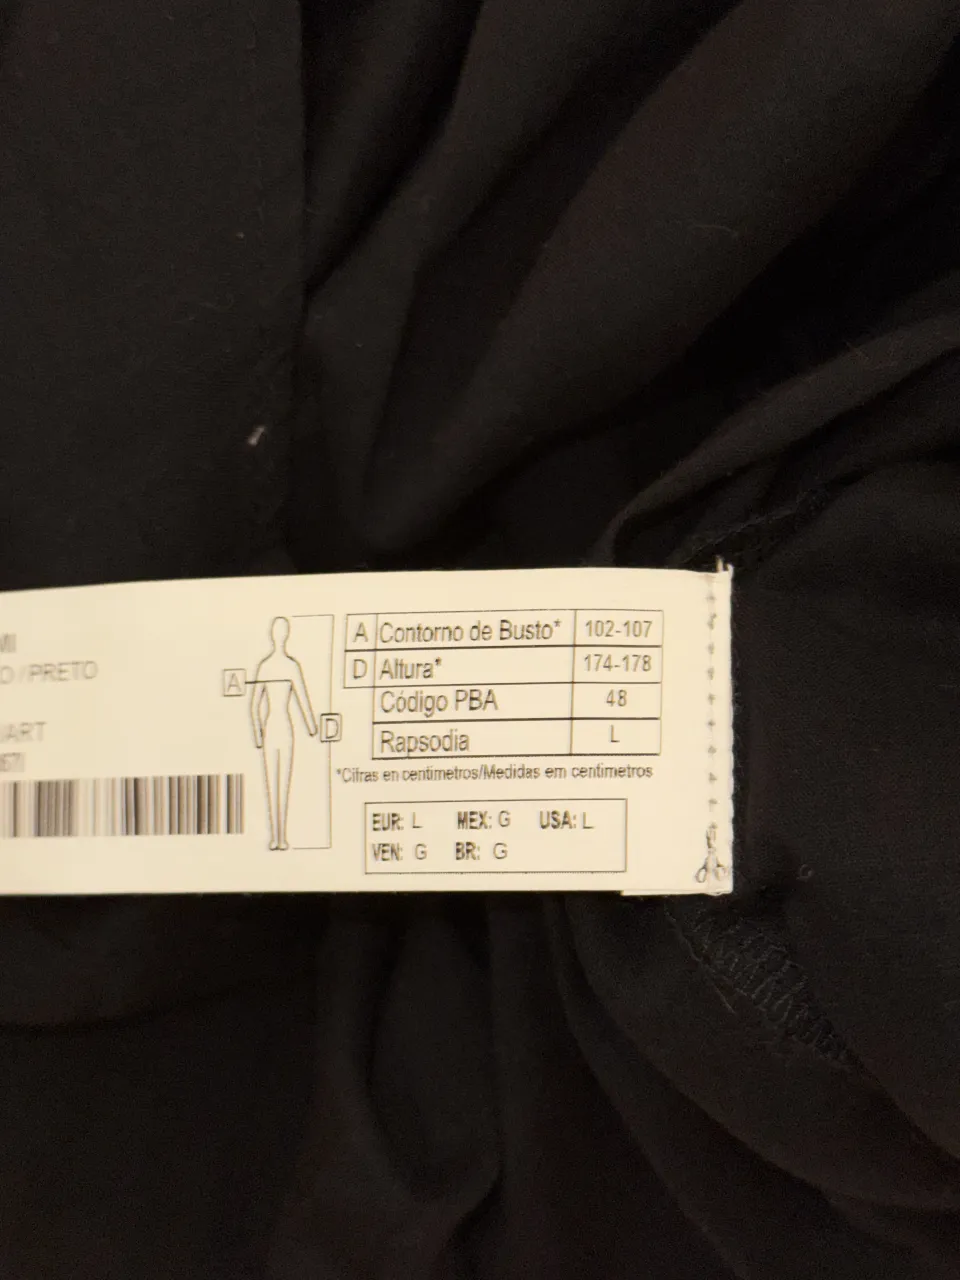 O / PRETO
A Contorno de Busto* 102-107
D Altura* 174-178
Código PBA 48
Rapsodia L
A
D
*Cifras en centimetros/Medidas em centimetros
EUR: L MEX: G USA: L
VEN: G BR: G